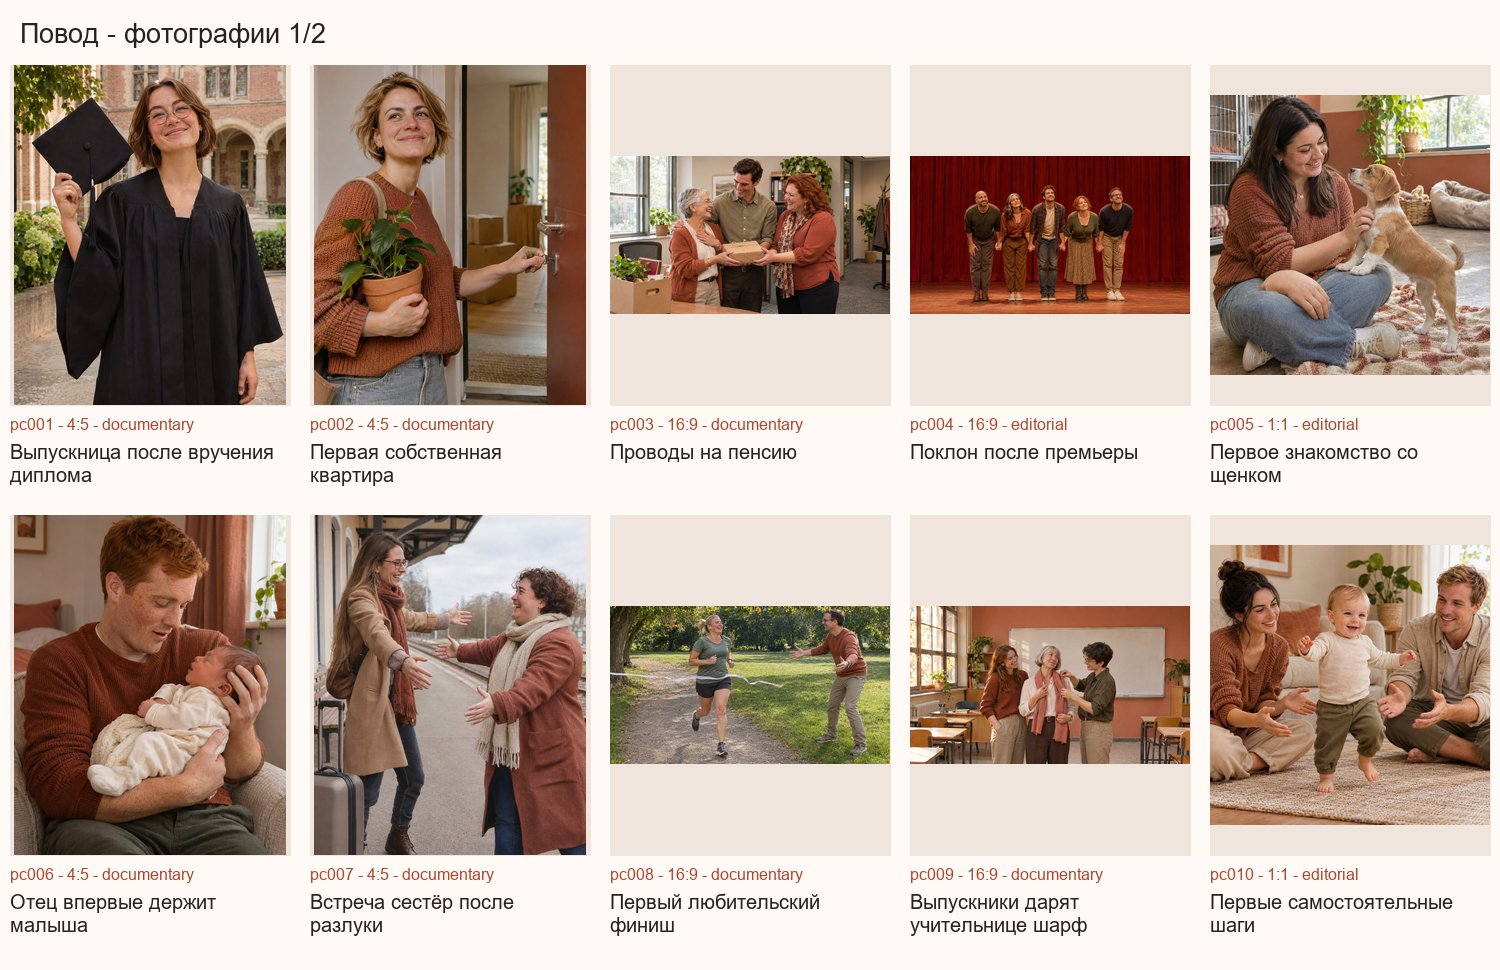 Повод - фотографии 1/2
pc001 - 4:5 - documentary
Выпускница после вручения
диплома
pc002 - 4:5 - documentary
Первая собственная
квартира
pc003 - 16:9 - documentary
Проводы на пенсию
pc004 - 16:9 - editorial
Поклон после премьеры
pc005 - 1:1 - editorial
Первое знакомство со
щенком
pc006 - 4:5 - documentary
Отец впервые держит
малыша
pc007 - 4:5 - documentary
Встреча сестёр после
разлуки
pc008 - 16:9 - documentary
Первый любительский
финиш
pc009 - 16:9 - documentary
Выпускники дарят
учительнице шарф
pc010 - 1:1 - editorial
Первые самостоятельные
шаги